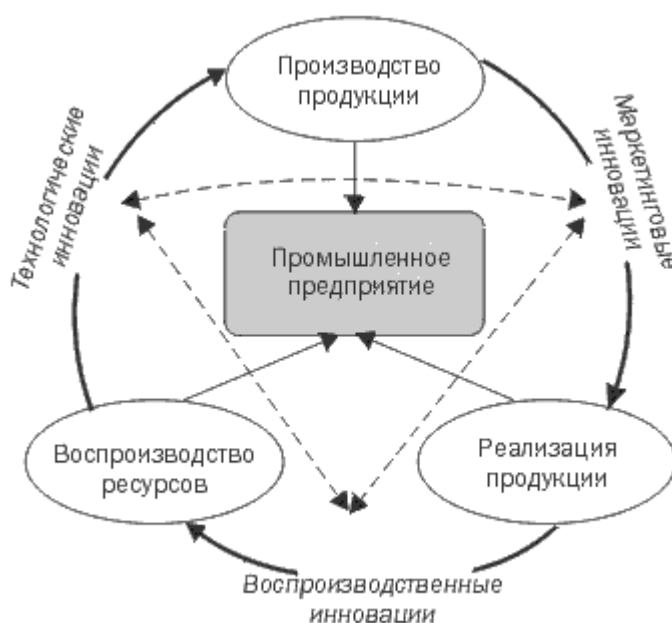 Производство
продукции
Технологические
инновации
Маркетинговые
инновации
Промышленное
предприятие
Воспроизводство
ресурсов
Реализация
продукции
Воспроизводственные
инновации